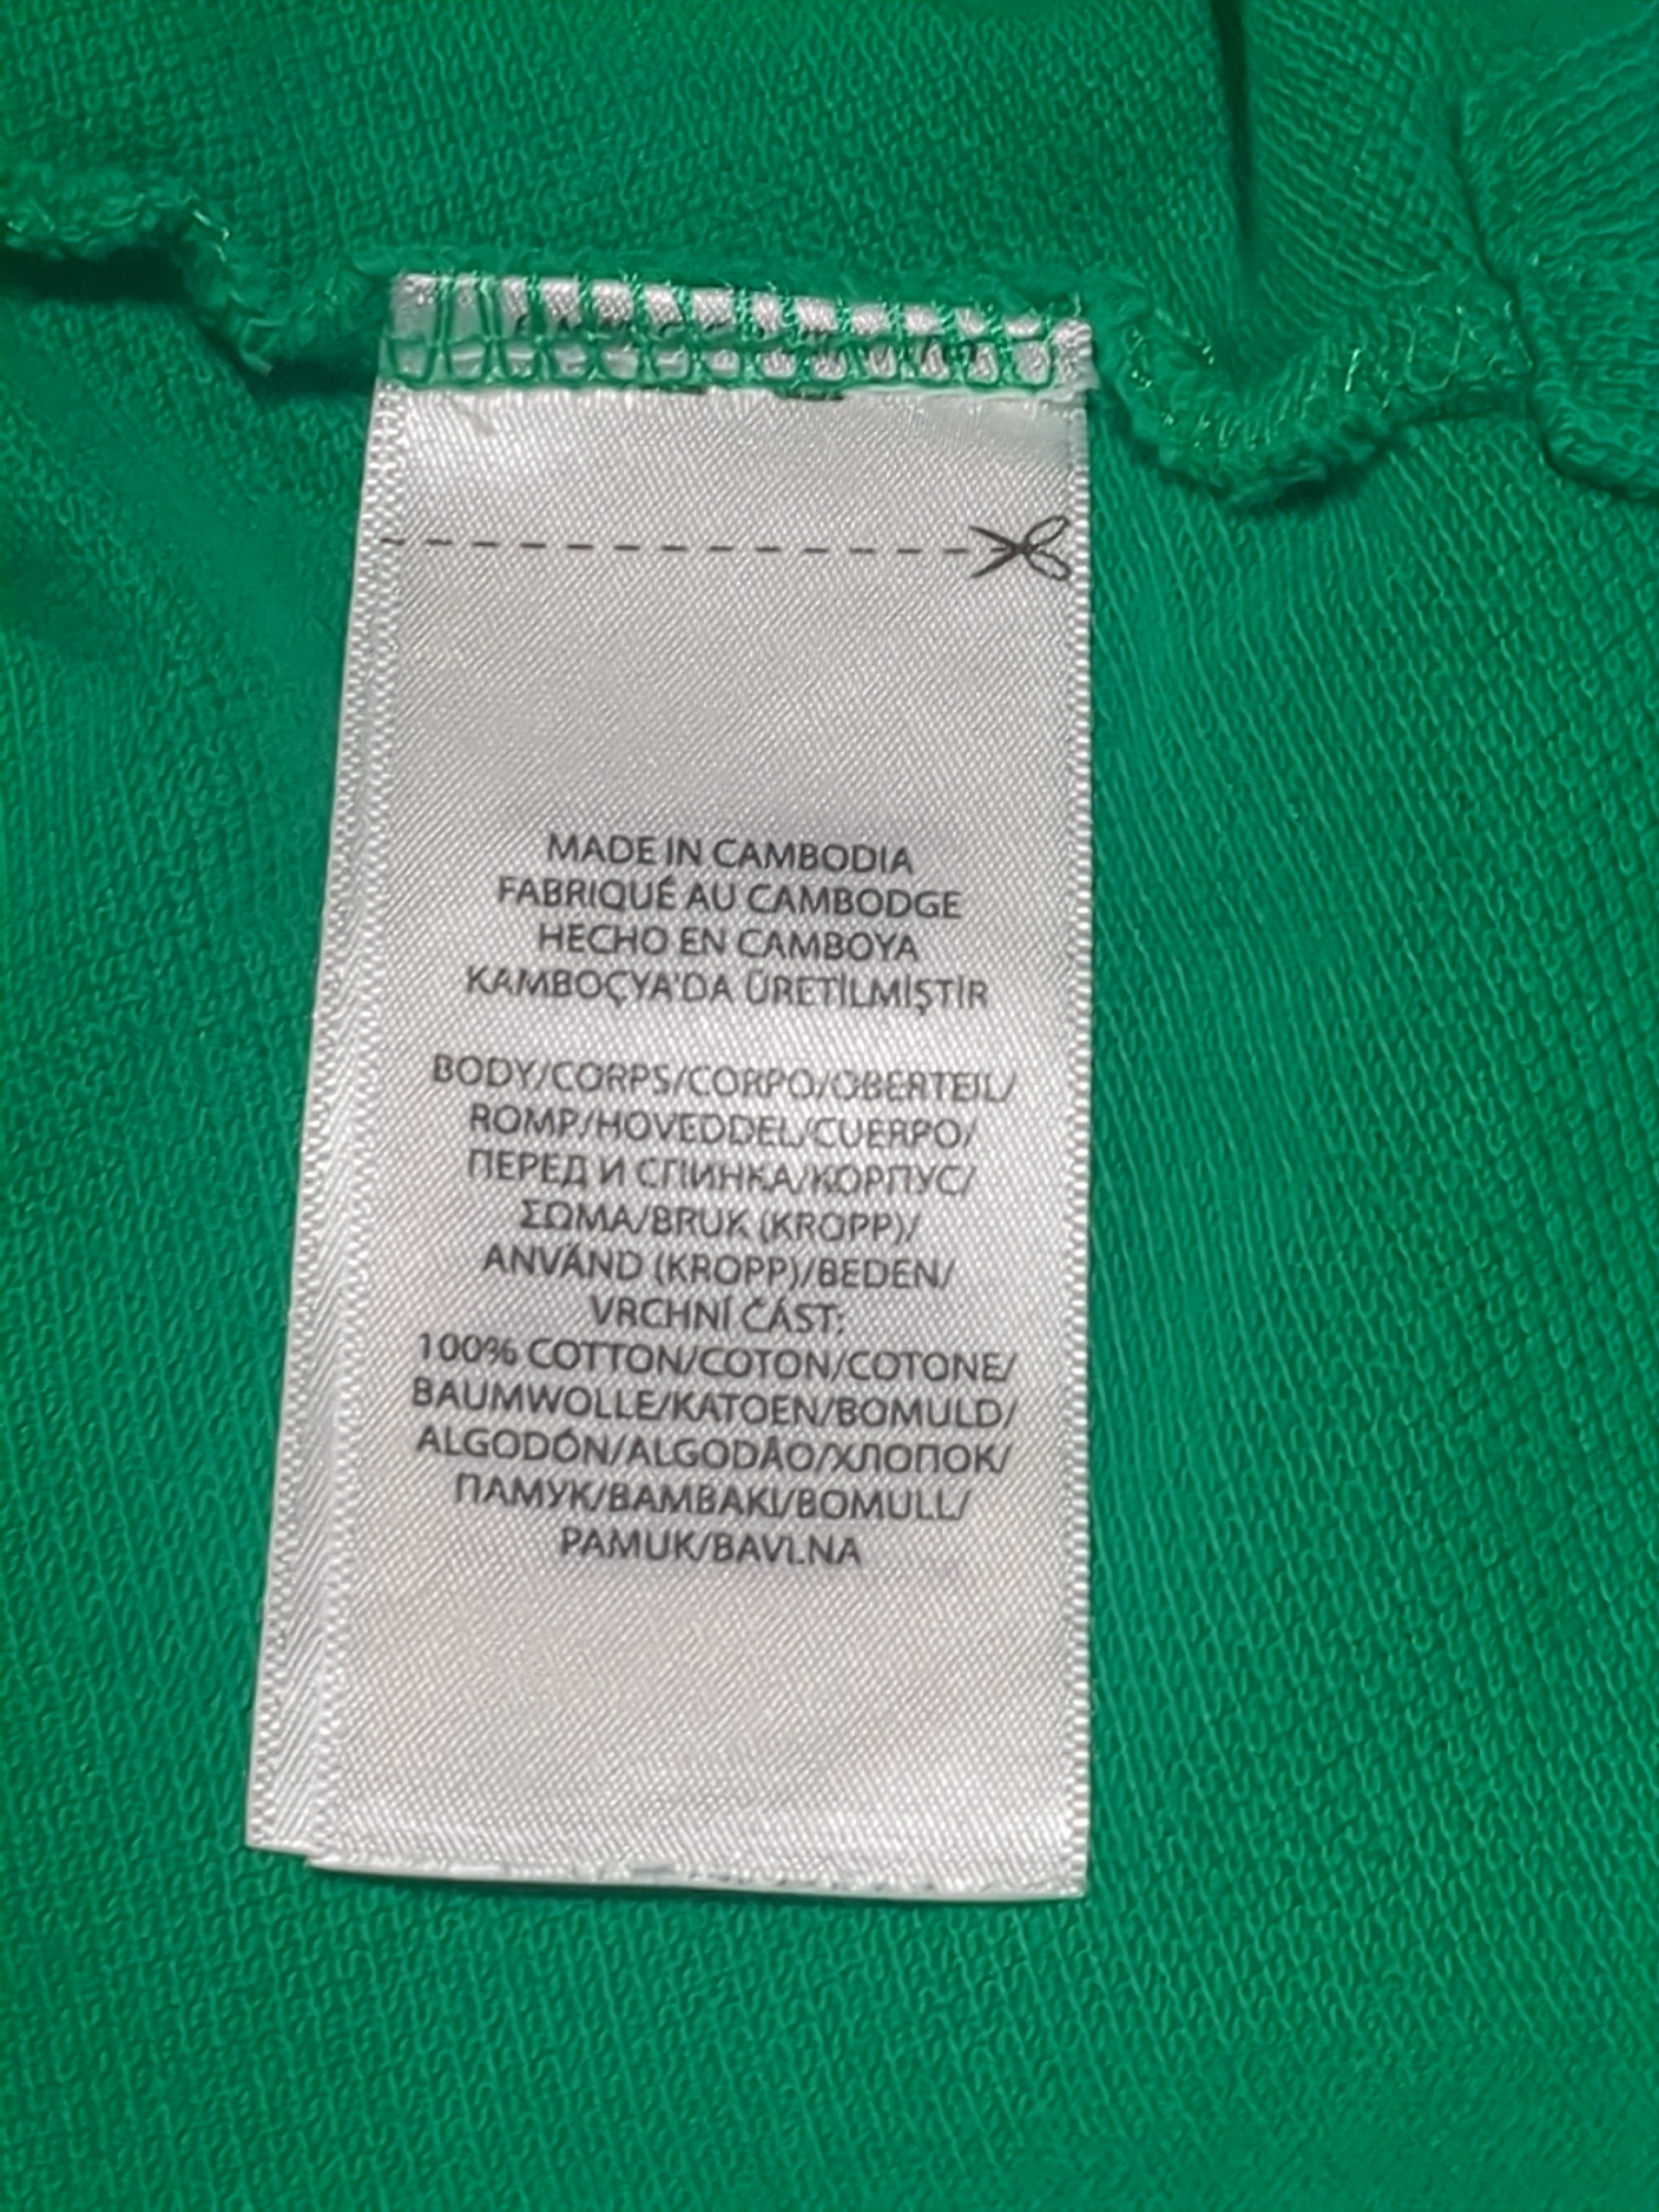 MADE IN CAMBODIA
FABRIQUÉ AU CAMBODGE
HECHO EN CAMBOYA
KAMBOÇYA'DA ÜRETİLMİŞTİR
BODY/CORPS/CORPO/OBERTEIL/
ROMP/HOVEDDEL/CUERPO/
ПЕРЕД И СПИНКА/КОРПУС/
ΣΩΜΑ/BRUK (KROPP)/
ANVÄND (KROPP)/BEDEN/
VRCHNÍ ČÁST:
100% COTTON/COTON/COTONE/
BAUMWOLLE/KATOEN/BOMULD/
ALGODÓN/ALGODÃO/ХЛОПОК/
ПАМУК/ΒΑΜΒΑΚΙ/BOMULL/
PAMUK/BAVLNA